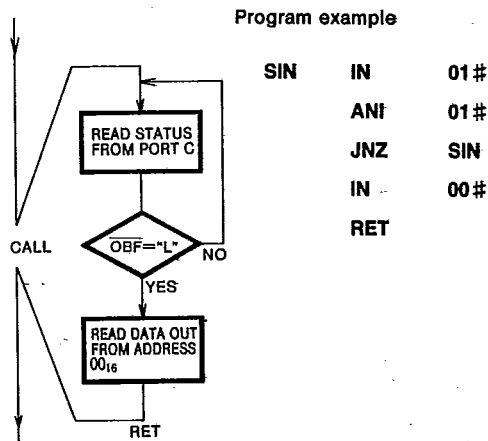 Program example
SIN IN 01#
ANI 01#
JNZ SIN
IN 00#
RET
READ STATUS
FROM PORT C
CALL
OBF="L"
NO
YES
READ DATA OUT
FROM ADDRESS
00₁₆
RET